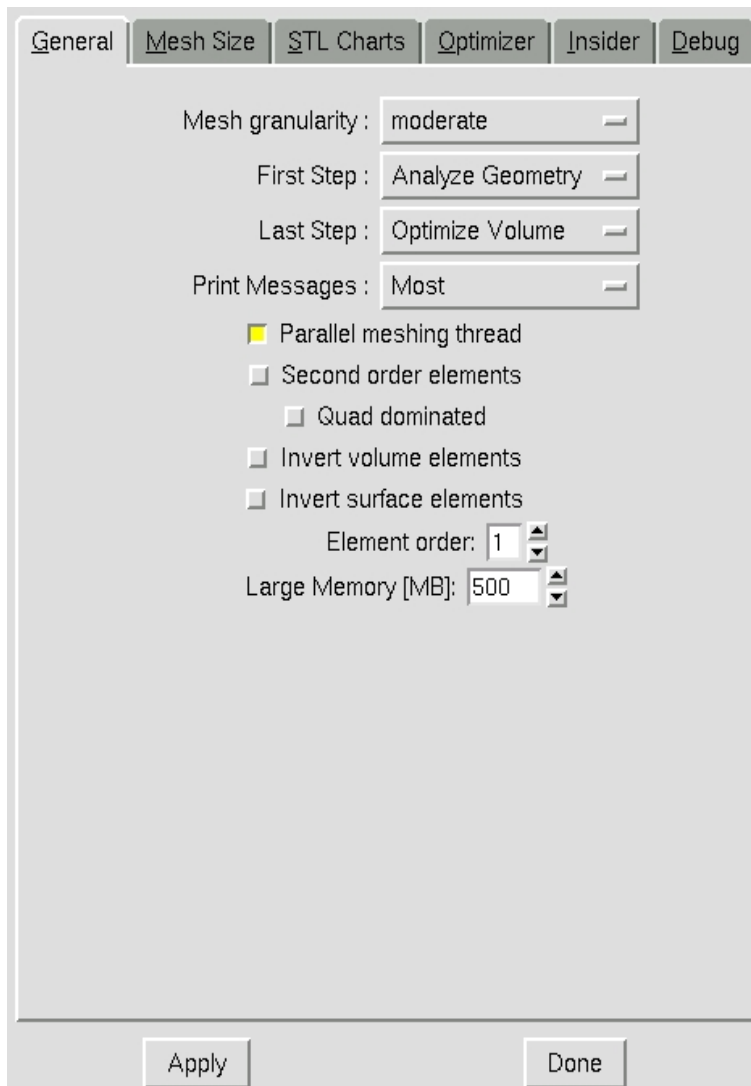 General Mesh Size STL Charts Optimizer Insider Debug
Mesh granularity : moderate
First Step : Analyze Geometry
Last Step : Optimize Volume
Print Messages : Most
Parallel meshing thread
Second order elements
Quad dominated
Invert volume elements
Invert surface elements
Element order: 1
Large Memory [MB]: 500
Apply Done